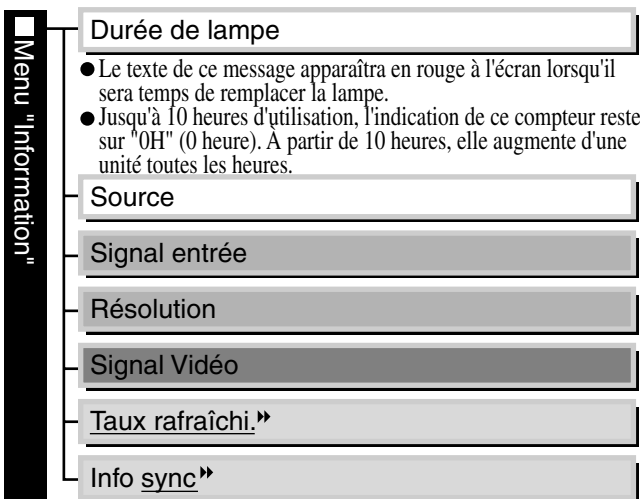 ■Menu "Information"
Durée de lampe
● Le texte de ce message apparaîtra en rouge à l'écran lorsqu'il
sera temps de remplacer la lampe.
● Jusqu'à 10 heures d'utilisation, l'indication de ce compteur reste
sur "0H" (0 heure). À partir de 10 heures, elle augmente d'une
unité toutes les heures.
Source
Signal entrée
Résolution
Signal Vidéo
Taux rafraîchi.
Info sync